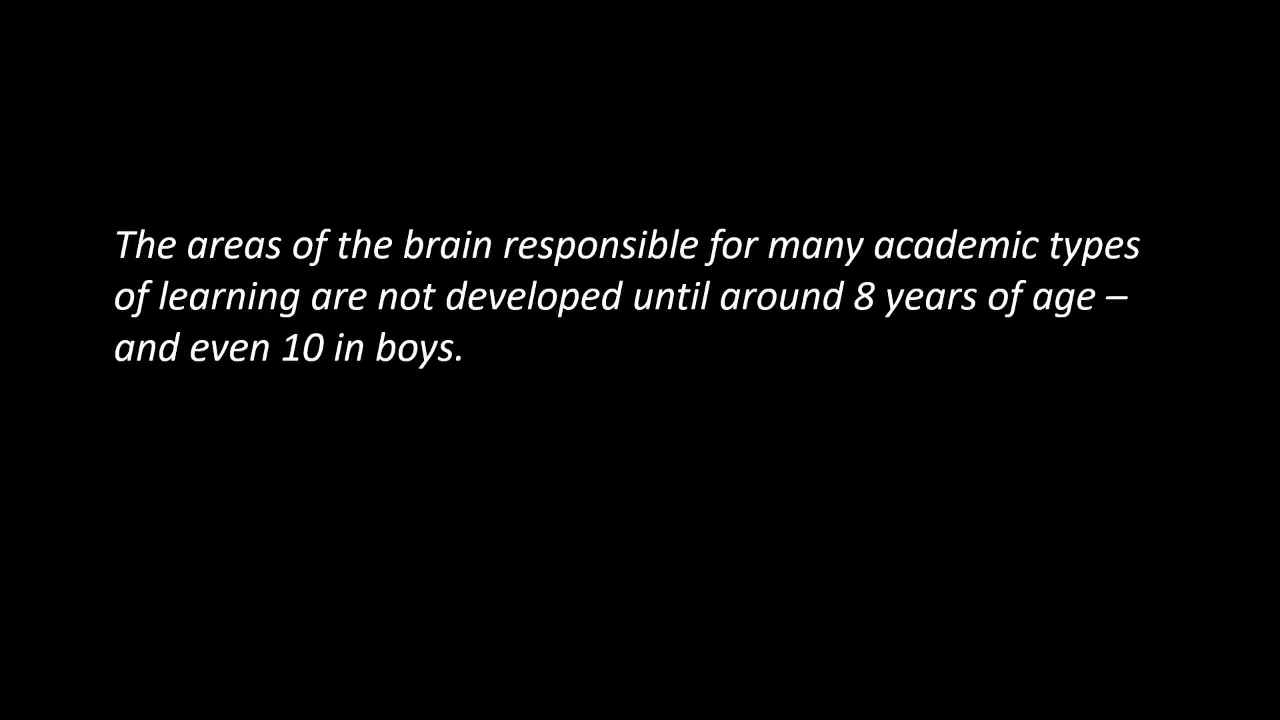 The areas of the brain responsible for many academic types
of learning are not developed until around 8 years of age –
and even 10 in boys.